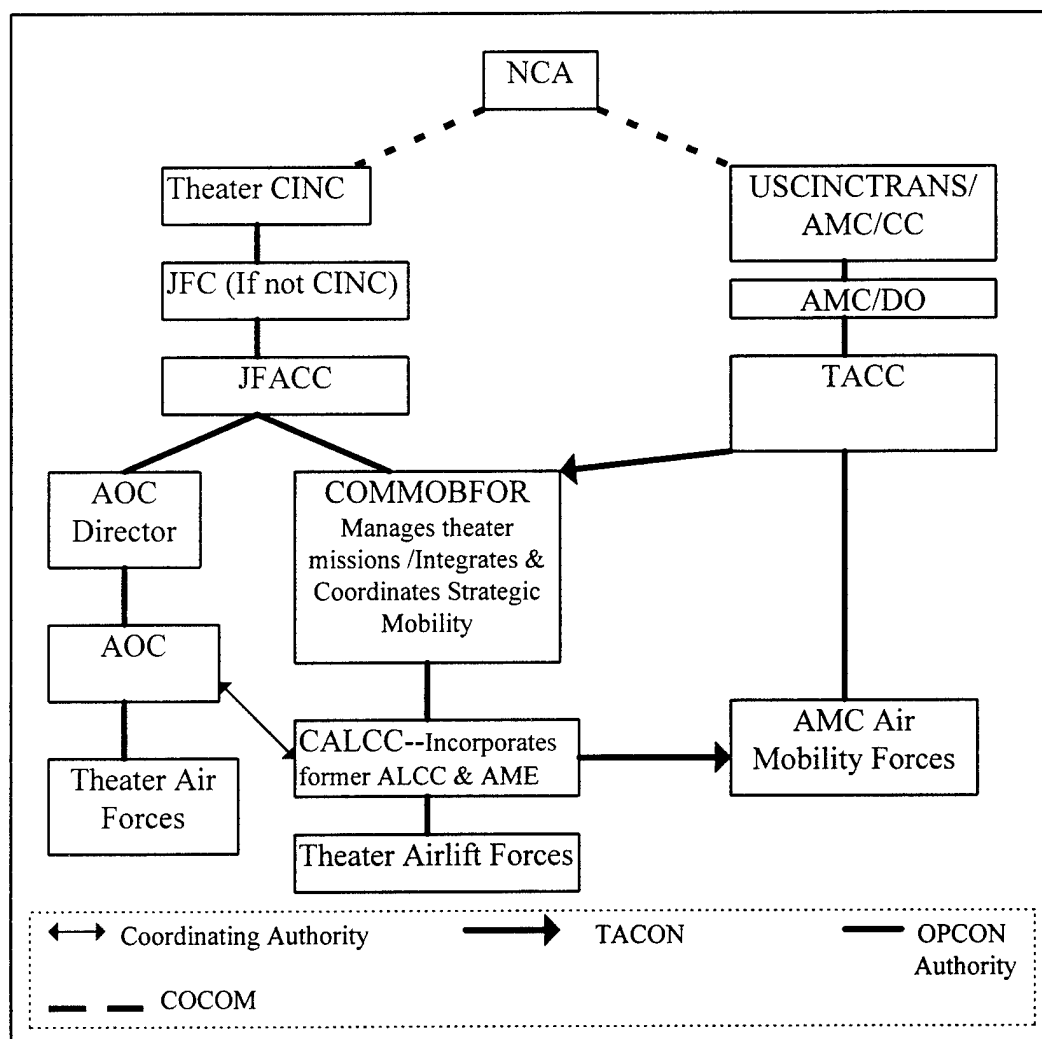 NCA
Theater CINC
USCINCTRANS/
AMC/CC
JFC (If not CINC)
AMC/DO
JFACC
TACC
AOC
Director
COMMOBFOR
Manages theater
missions /Integrates &
Coordinates Strategic
Mobility
AOC
CALCC--Incorporates
former ALCC & AME
AMC Air
Mobility Forces
Theater Air
Forces
Theater Airlift Forces
Coordinating Authority
TACON
OPCON
Authority
COCOM